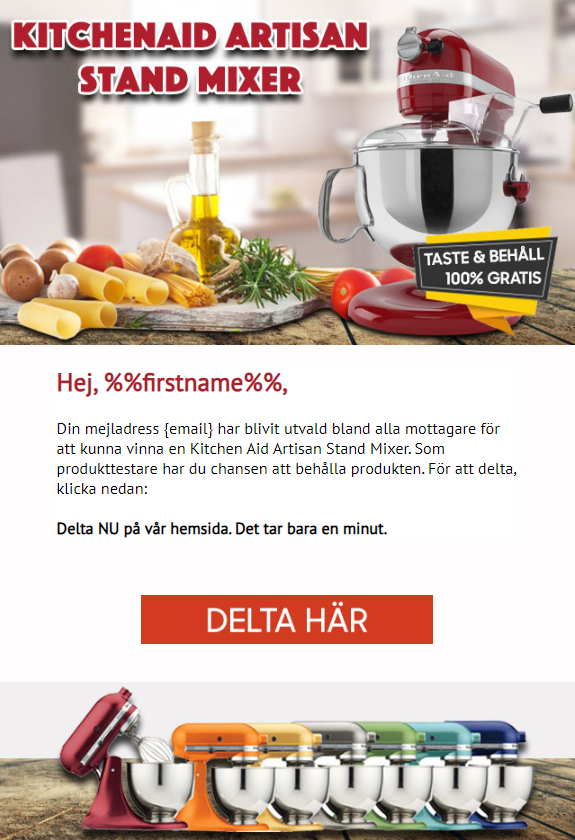 KITCHENAID ARTISAN
STAND MIXER
KitchenAid
TASTE & BEHÅLL
100% GRATIS
Hej, %%firstname%%,
Din mejladress {email} har blivit utvald bland alla mottagare för
att kunna vinna en Kitchen Aid Artisan Stand Mixer. Som
produkttestare har du chansen att behålla produkten. För att delta,
klicka nedan:
Delta NU på vår hemsida. Det tar bara en minut.
DELTA HÄR